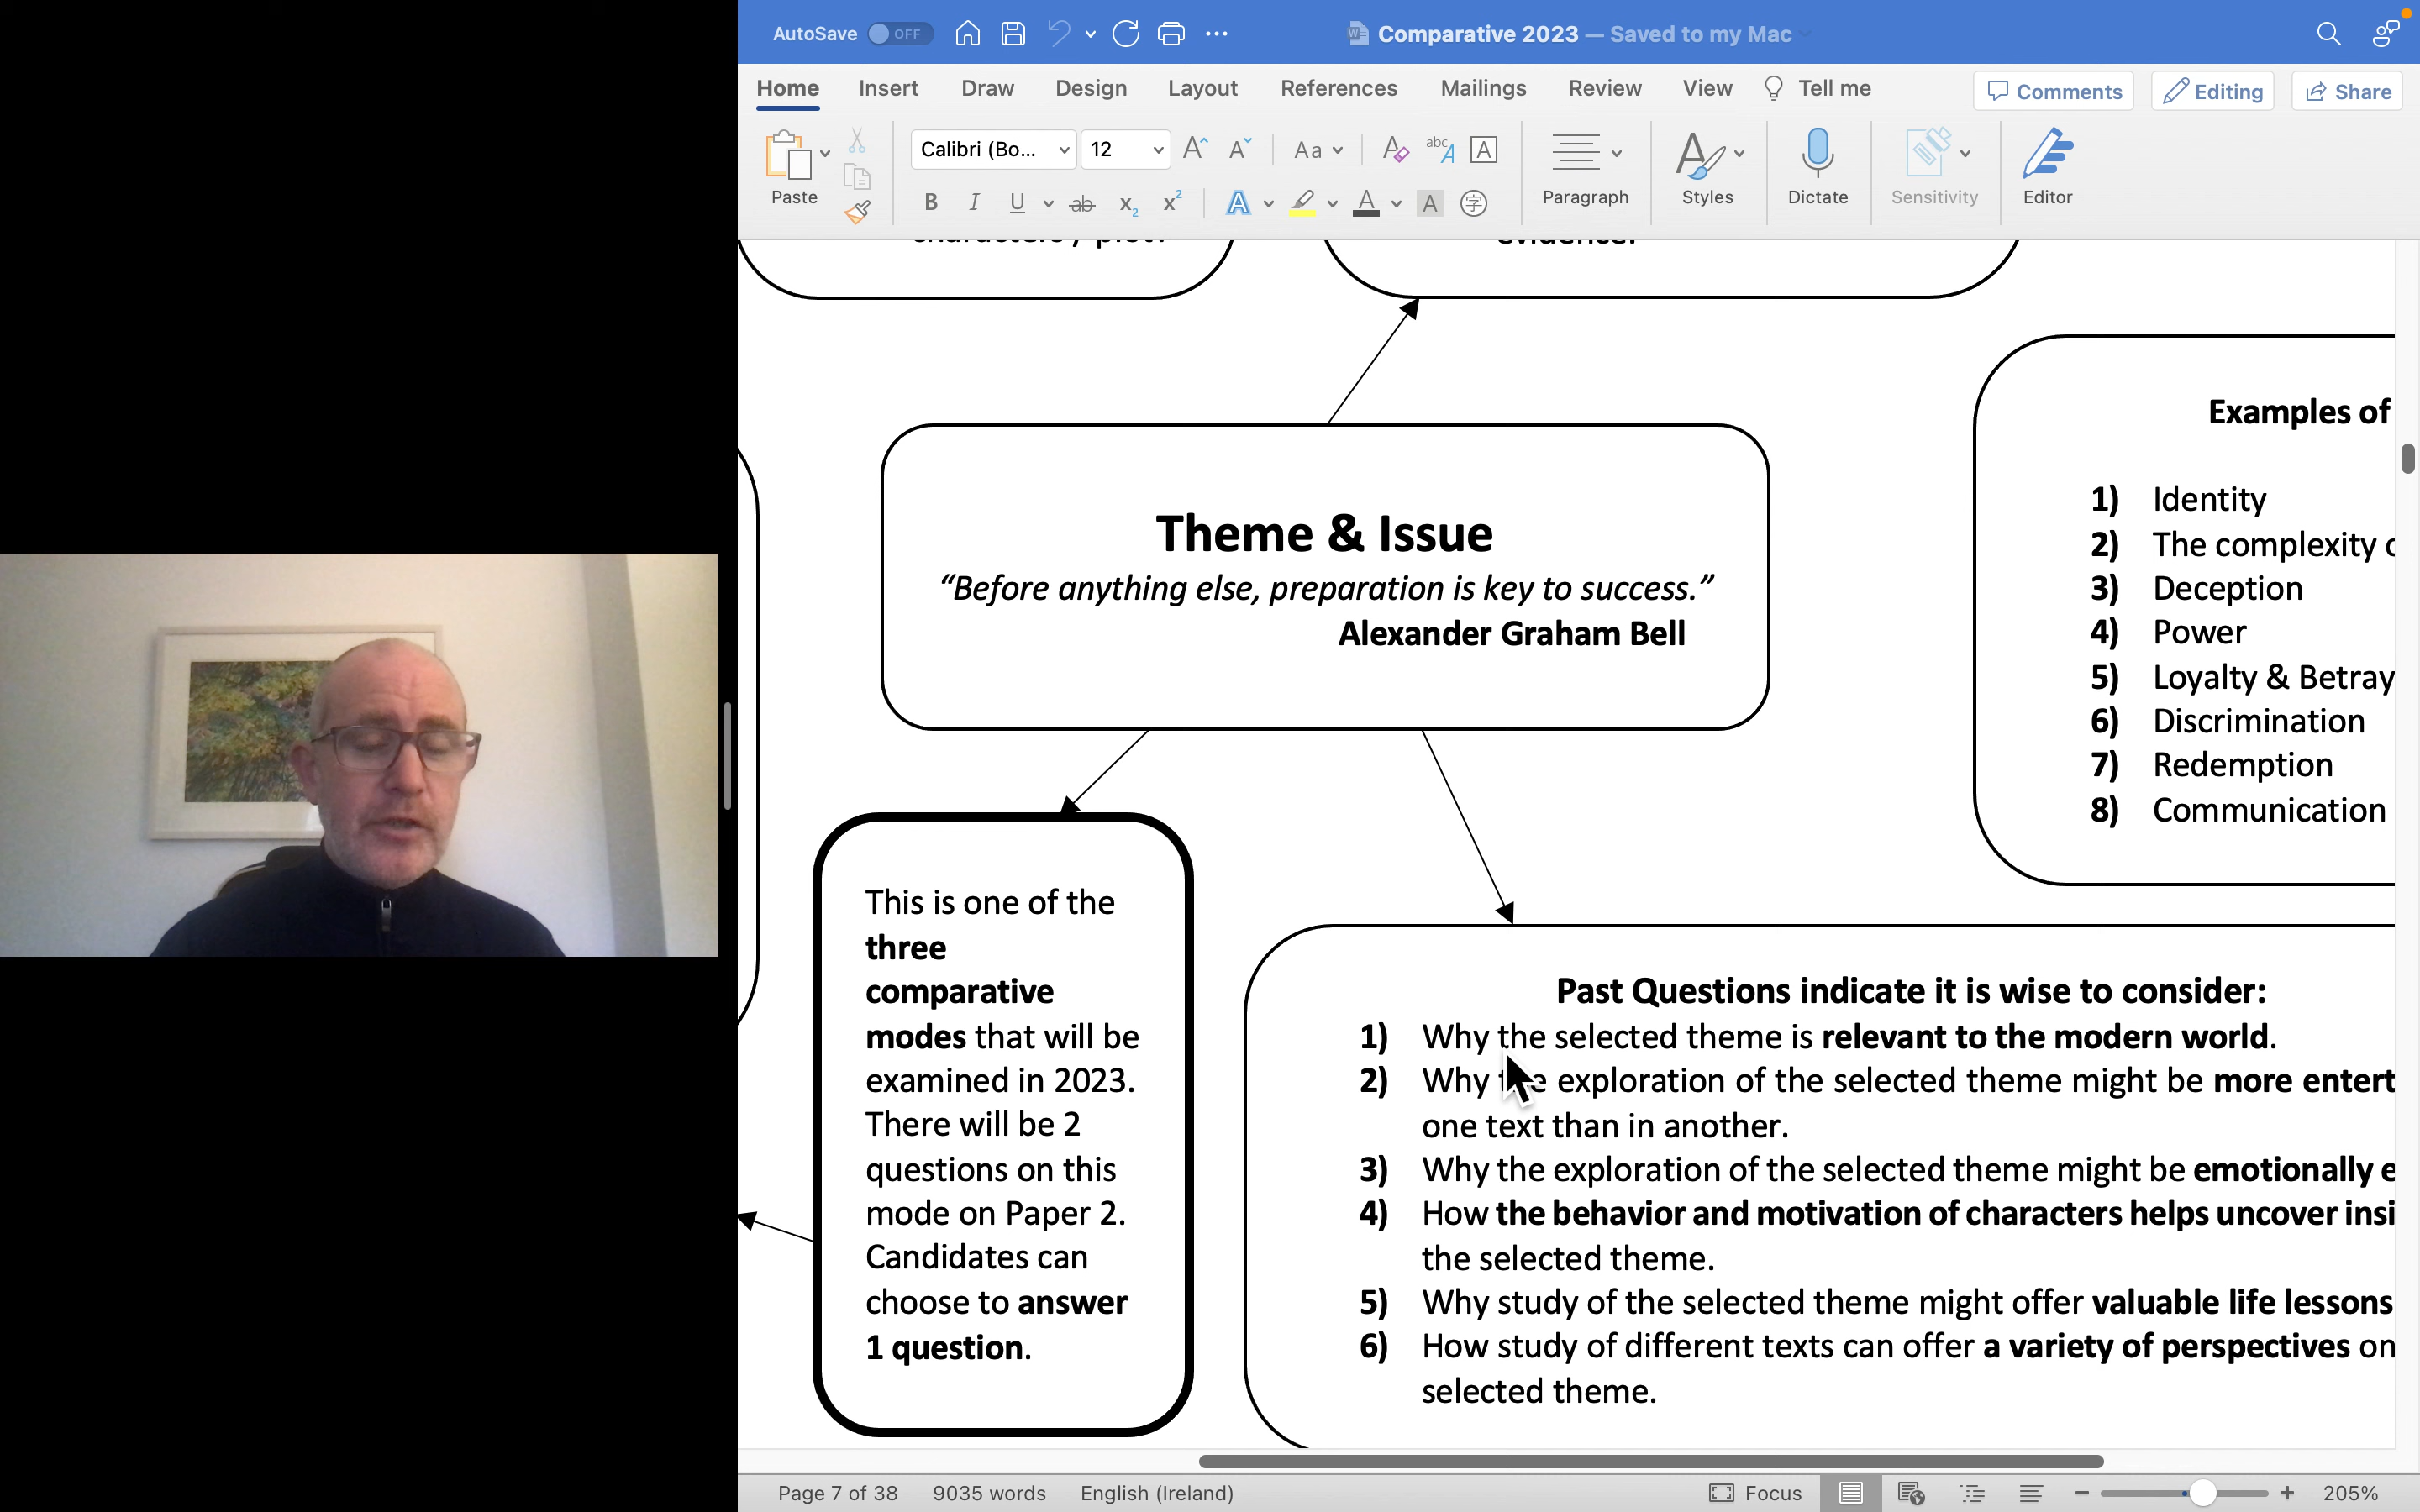 AutoSave OFF
Comparative 2023 — Saved to my Mac
Home Insert Draw Design Layout References Mailings Review View Tell me Comments Editing Share
Paste
Calibri (Bo... 12
Paragraph
Styles
Dictate
Sensitivity
Editor
Theme & Issue
“Before anything else, preparation is key to success.”
Alexander Graham Bell
Examples of
1) Identity
2) The complexity
3) Deception
4) Power
5) Loyalty & Betray
6) Discrimination
7) Redemption
8) Communication
This is one of the
three
comparative
modes that will be
examined in 2023.
There will be 2
questions on this
mode on Paper 2.
Candidates can
choose to answer
1 question.
Past Questions indicate it is wise to consider:
1) Why the selected theme is relevant to the modern world.
2) Why the exploration of the selected theme might be more entert
one text than in another.
3) Why the exploration of the selected theme might be emotionally e
4) How the behavior and motivation of characters helps uncover insi
the selected theme.
5) Why study of the selected theme might offer valuable life lessons
6) How study of different texts can offer a variety of perspectives on
selected theme.
Page 7 of 38 9035 words English (Ireland) Focus 205%